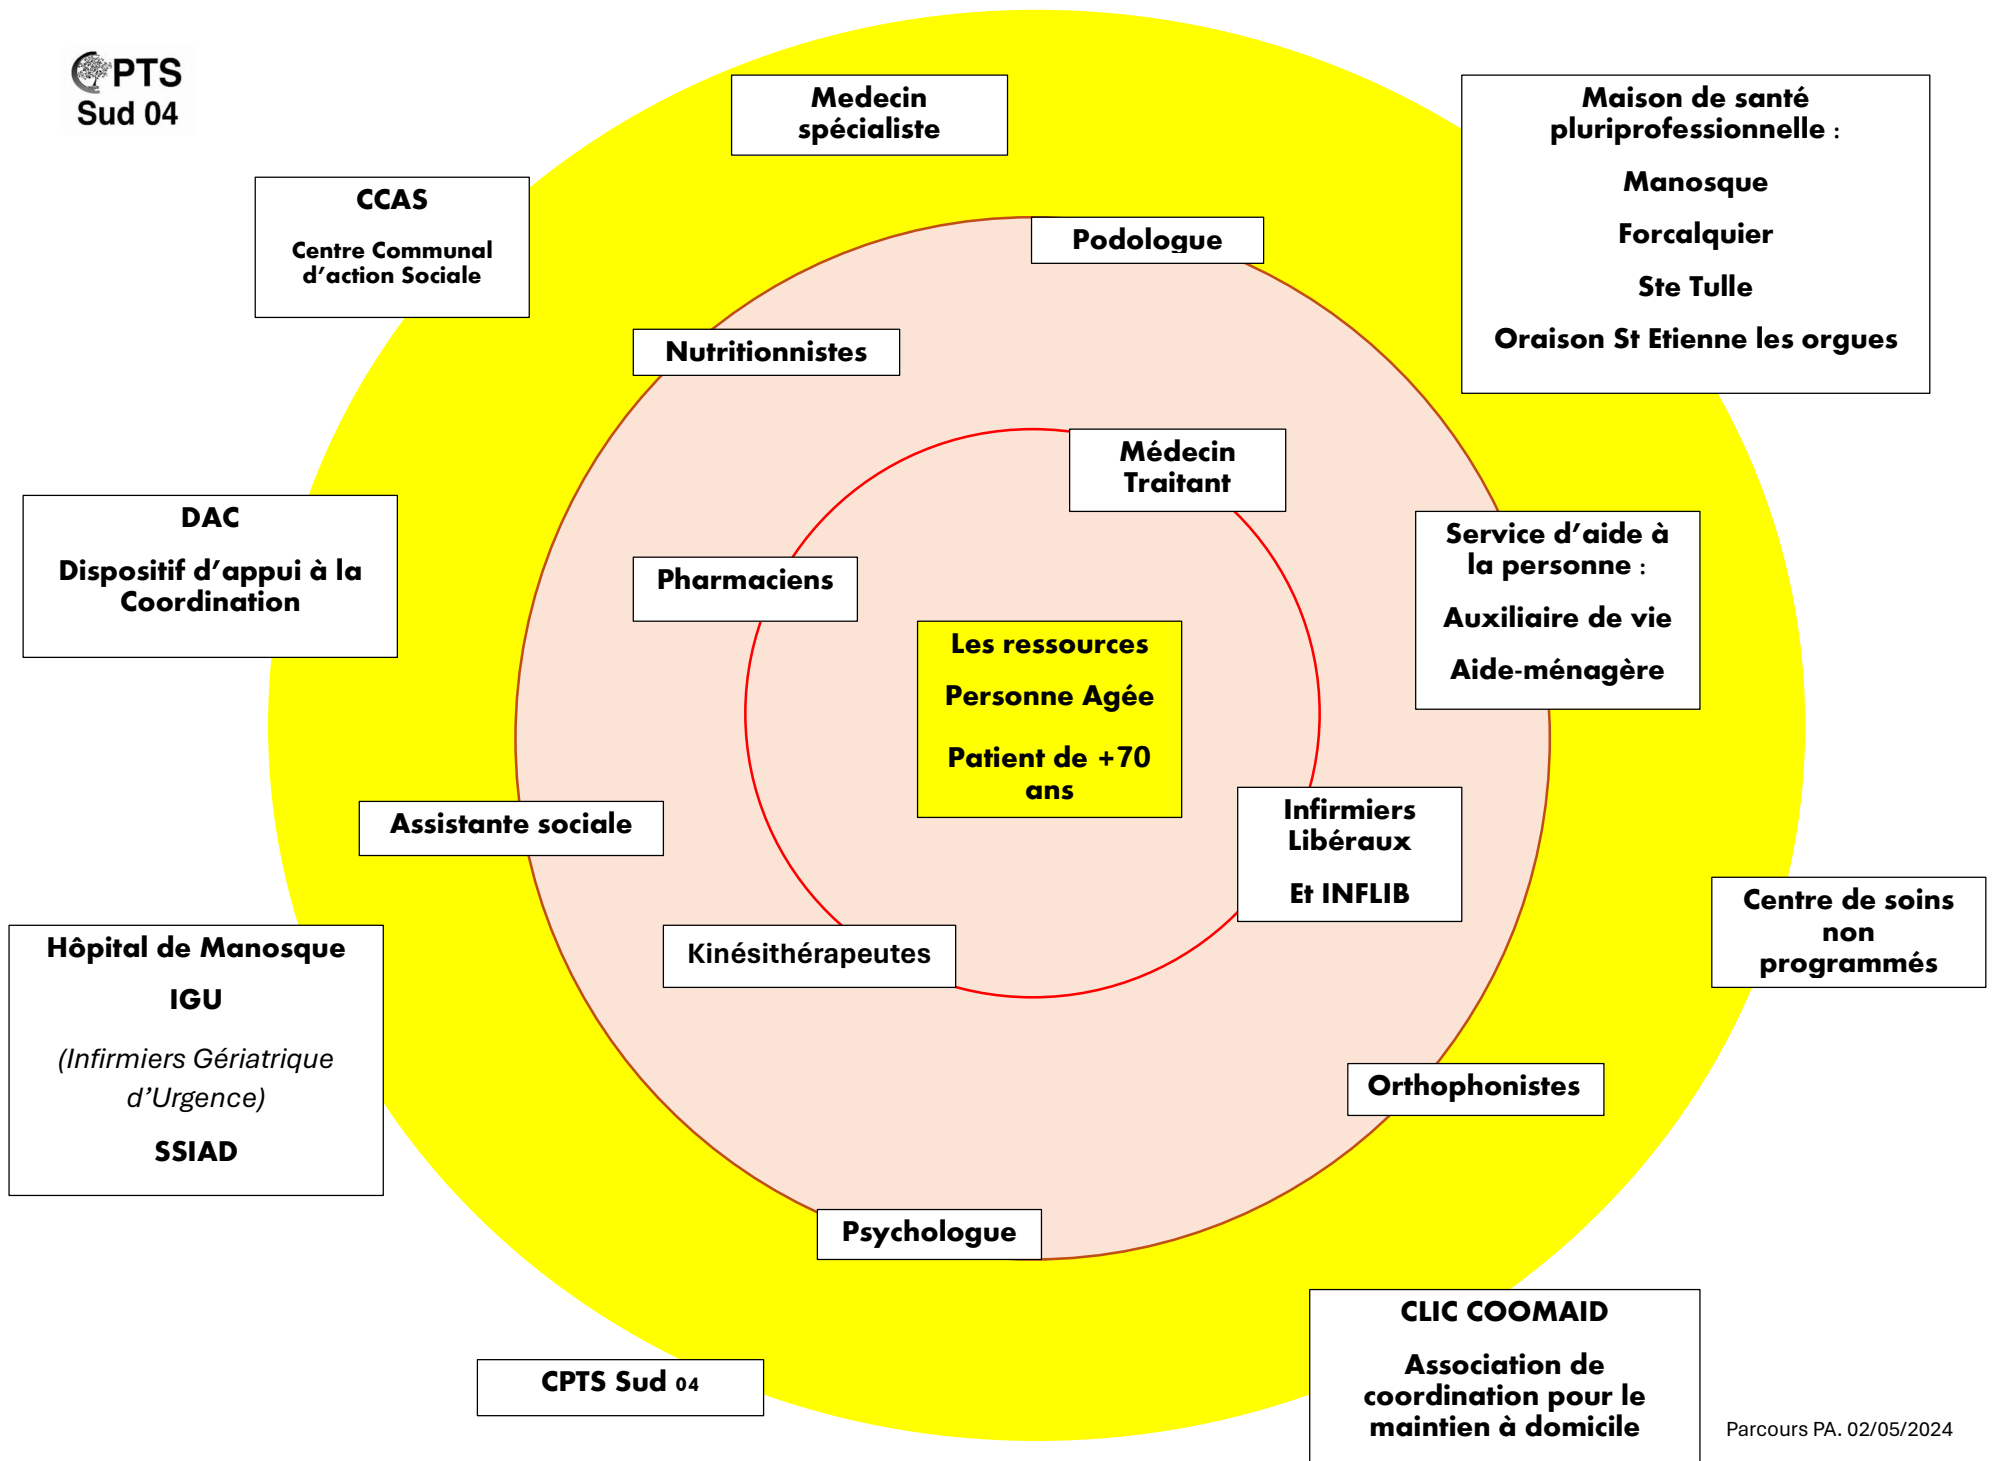 CPTS
Sud 04
Medecin
spécialiste
Maison de santé
pluriprofessionnelle :
Manosque
Forcalquier
Ste Tulle
Oraison St Etienne les orgues
CCAS
Centre Communal
d’action Sociale
Podologue
Nutritionnistes
Médecin
Traitant
DAC
Dispositif d’appui à la
Coordination
Pharmaciens
Service d’aide à
la personne :
Auxiliaire de vie
Aide-ménagère
Les ressources
Personne Agée
Patient de +70
ans
Assistante sociale
Infirmiers
Libéraux
Et INFLIB
Centre de soins
non
programmés
Hôpital de Manosque
IGU
(Infirmiers Gériatrique
d’Urgence)
SSIAD
Kinésithérapeutes
Orthophonistes
Psychologue
CPTS Sud 04
CLIC COOMAID
Association de
coordination pour le
maintien à domicile
Parcours PA. 02/05/2024